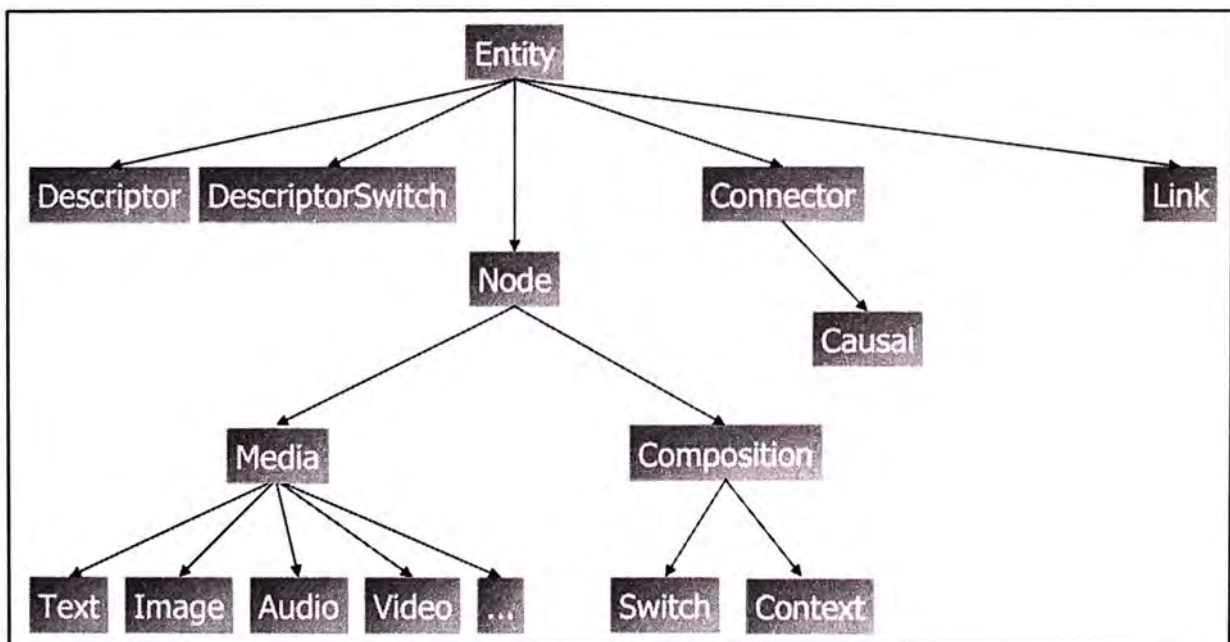 Entity
Descriptor
DescriptorSwitch
Connector
Link
Node
Causal
Media
Composition
Text
Image
Audio
Video
...
Switch
Context